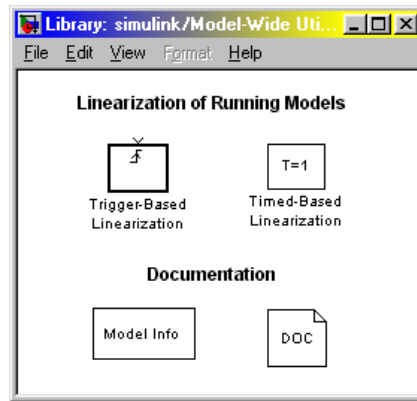 Library: simulink/Model-Wide Uti...
File Edit View Format Help
Linearization of Running Models
T=1
Trigger-Based Timed-Based
Linearization Linearization
Documentation
Model Info DOC